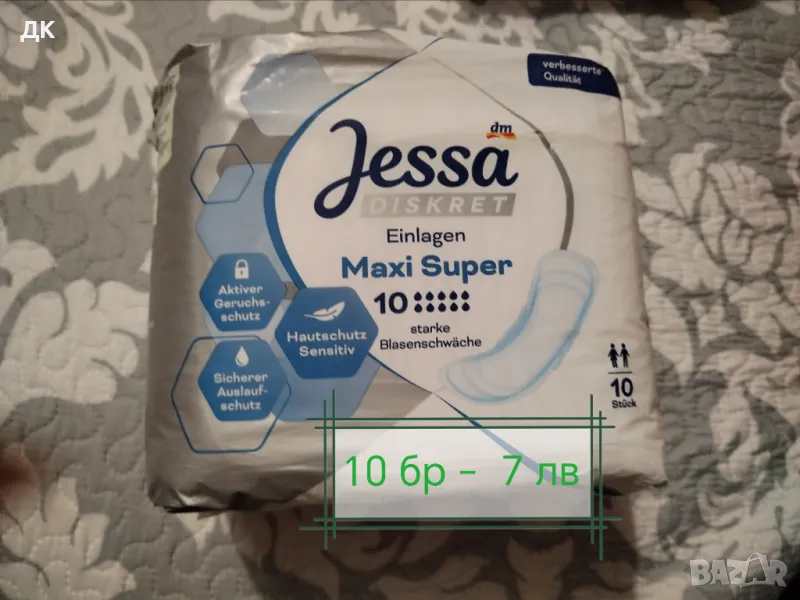 ДК
verbesserte
Qualität
dm
Jessa
DISKRET
Einlagen
Maxi Super
10
starke
Blasenschwäche
Aktiver
Geruchs-
schutz
Hautschutz
Sensitiv
Sicherer
Auslauf-
schutz
10
Stück
10 бр - 7 лв
BAZAR